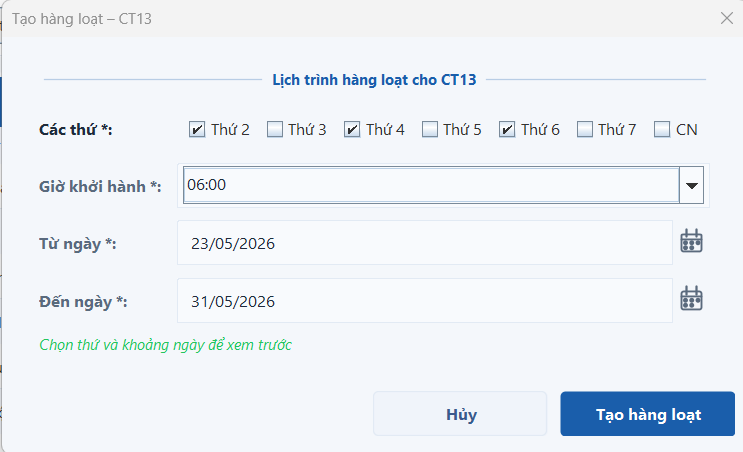 Tạo hàng loạt – CT13
Lịch trình hàng loạt cho CT13
Các thứ *: Thứ 2 Thứ 3 Thứ 4 Thứ 5 Thứ 6 Thứ 7 CN
Giờ khởi hành *: 06:00
Từ ngày *: 23/05/2026
Đến ngày *: 31/05/2026
Chọn thứ và khoảng ngày để xem trước
Hủy Tạo hàng loạt